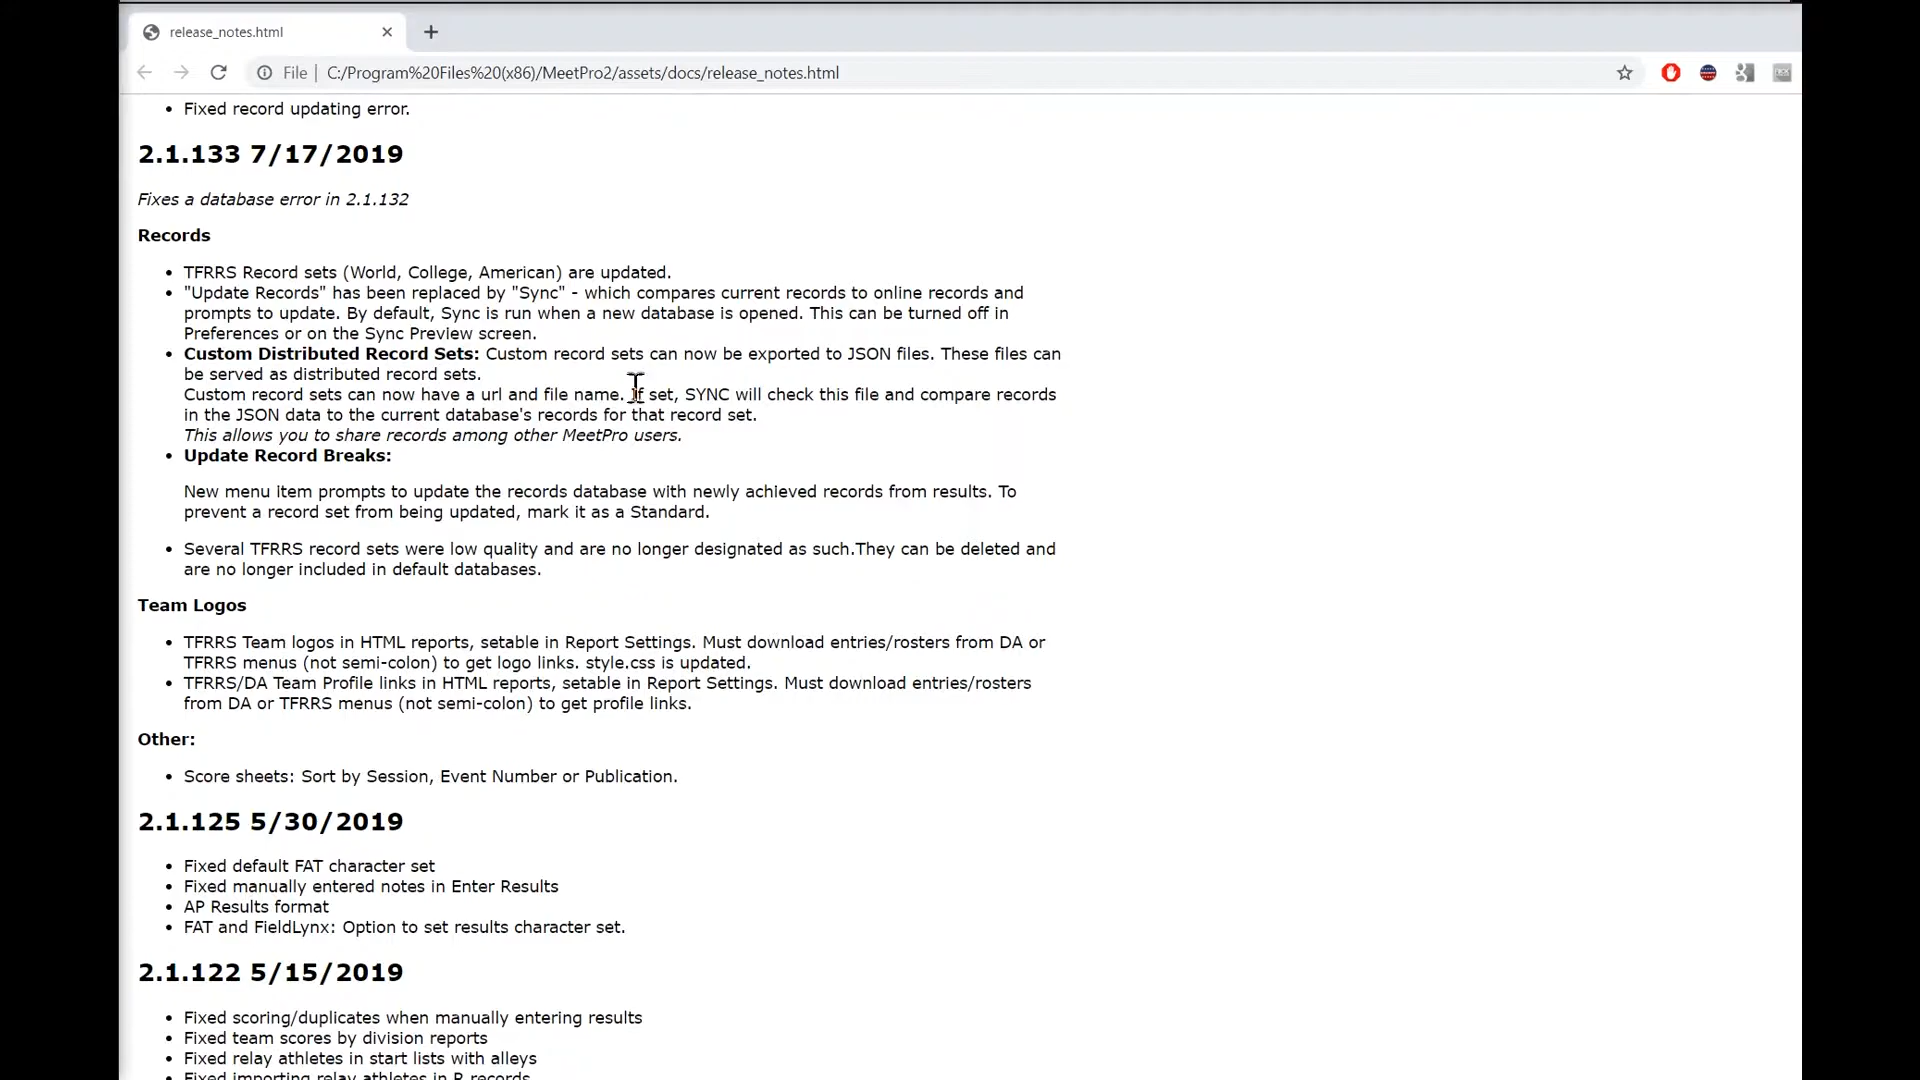 release_notes.html
File | C:/Program%20Files%20(x86)/MeetPro2/assets/docs/release_notes.html
• Fixed record updating error.
2.1.133 7/17/2019
Fixes a database error in 2.1.132
Records
• TFRRS Record sets (World, College, American) are updated.
• "Update Records" has been replaced by "Sync" - which compares current records to online records and
prompts to update. By default, Sync is run when a new database is opened. This can be turned off in
Preferences or on the Sync Preview screen.
• Custom Distributed Record Sets: Custom record sets can now be exported to JSON files. These files can
be served as distributed record sets.
Custom record sets can now have a url and file name. If set, SYNC will check this file and compare records
in the JSON data to the current database's records for that record set.
This allows you to share records among other MeetPro users.
• Update Record Breaks:
New menu item prompts to update the records database with newly achieved records from results. To
prevent a record set from being updated, mark it as a Standard.
• Several TFRRS record sets were low quality and are no longer designated as such.They can be deleted and
are no longer included in default databases.
Team Logos
• TFRRS Team logos in HTML reports, setable in Report Settings. Must download entries/rosters from DA or
TFRRS menus (not semi-colon) to get logo links. style.css is updated.
• TFRRS/DA Team Profile links in HTML reports, setable in Report Settings. Must download entries/rosters
from DA or TFRRS menus (not semi-colon) to get profile links.
Other:
• Score sheets: Sort by Session, Event Number or Publication.
2.1.125 5/30/2019
• Fixed default FAT character set
• Fixed manually entered notes in Enter Results
• AP Results format
• FAT and FieldLynx: Option to set results character set.
2.1.122 5/15/2019
• Fixed scoring/duplicates when manually entering results
• Fixed team scores by division reports
• Fixed relay athletes in start lists with alleys
• Fixed importing relay athletes in R records